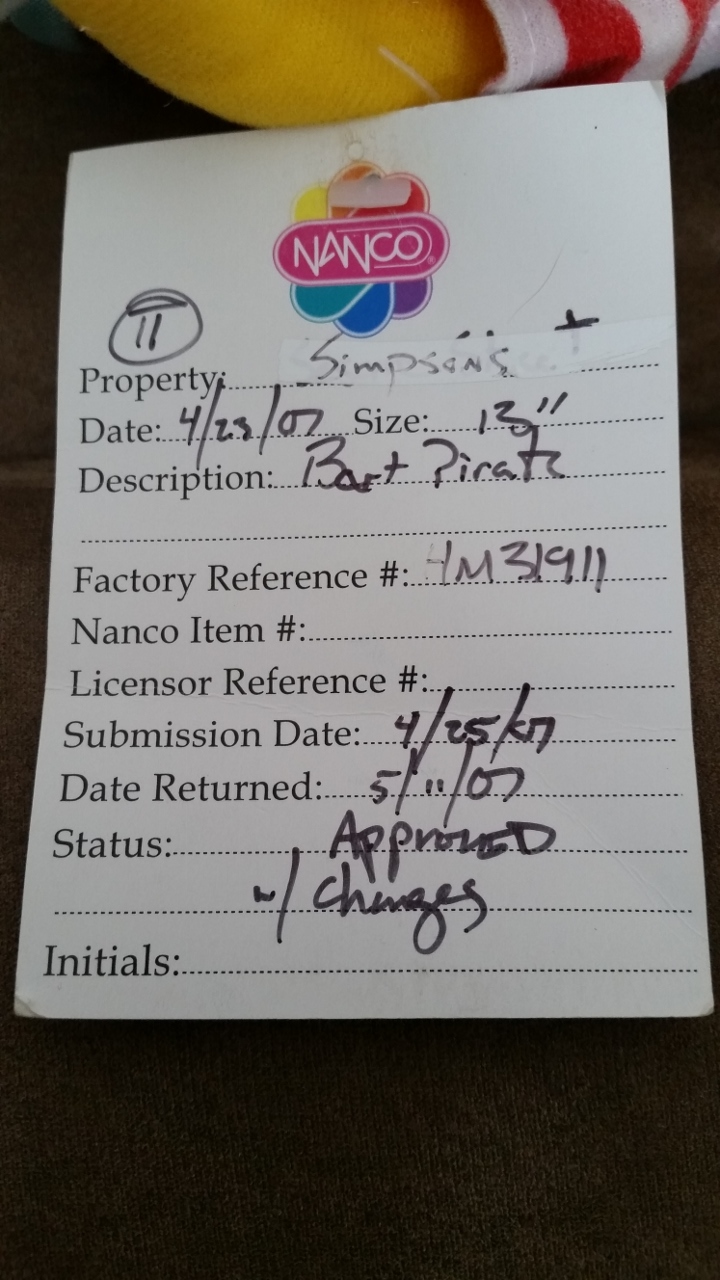 NANCO®
11
Property: Simpsons +
Date: 4/23/07 Size: 13"
Description: Bart Pirate
Factory Reference #: HM31911
Nanco Item #:
Licensor Reference #:
Submission Date: 4/25/07
Date Returned: 5/11/07
Status: Approved
w/ changes
Initials: